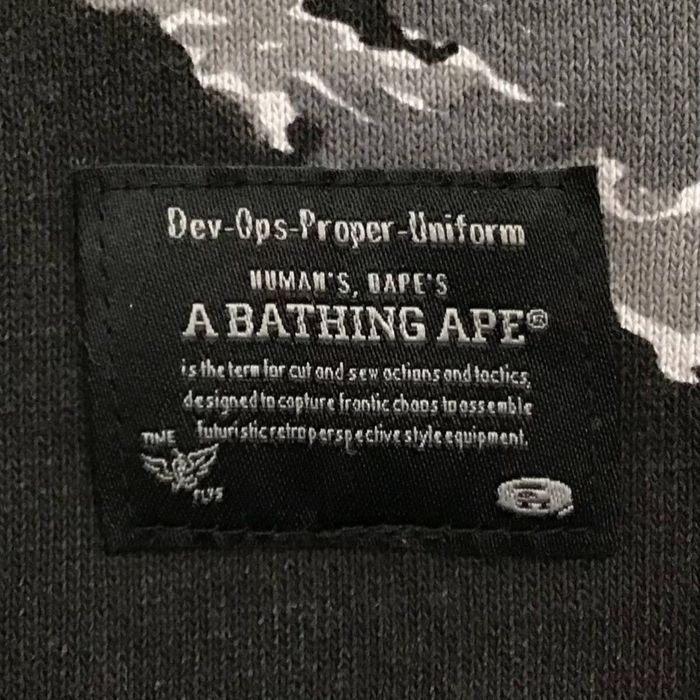 Dev-Ops-Proper-Uniform
HUMAN'S, BAPE'S
A BATHING APE®
is the term for cut and sew actions and tactics,
designed to capture frantic chaos to assemble
futuristic retro perspective style equipment.
TIME
FLYS